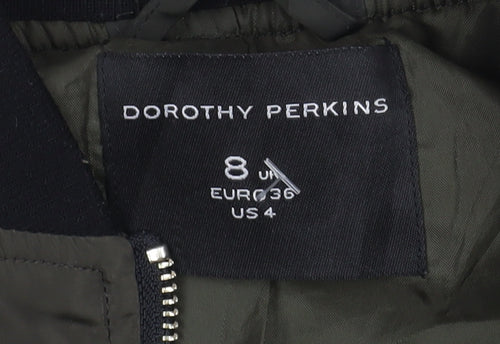 DOROTHY PERKINS
8 UK
EURO 36
US 4